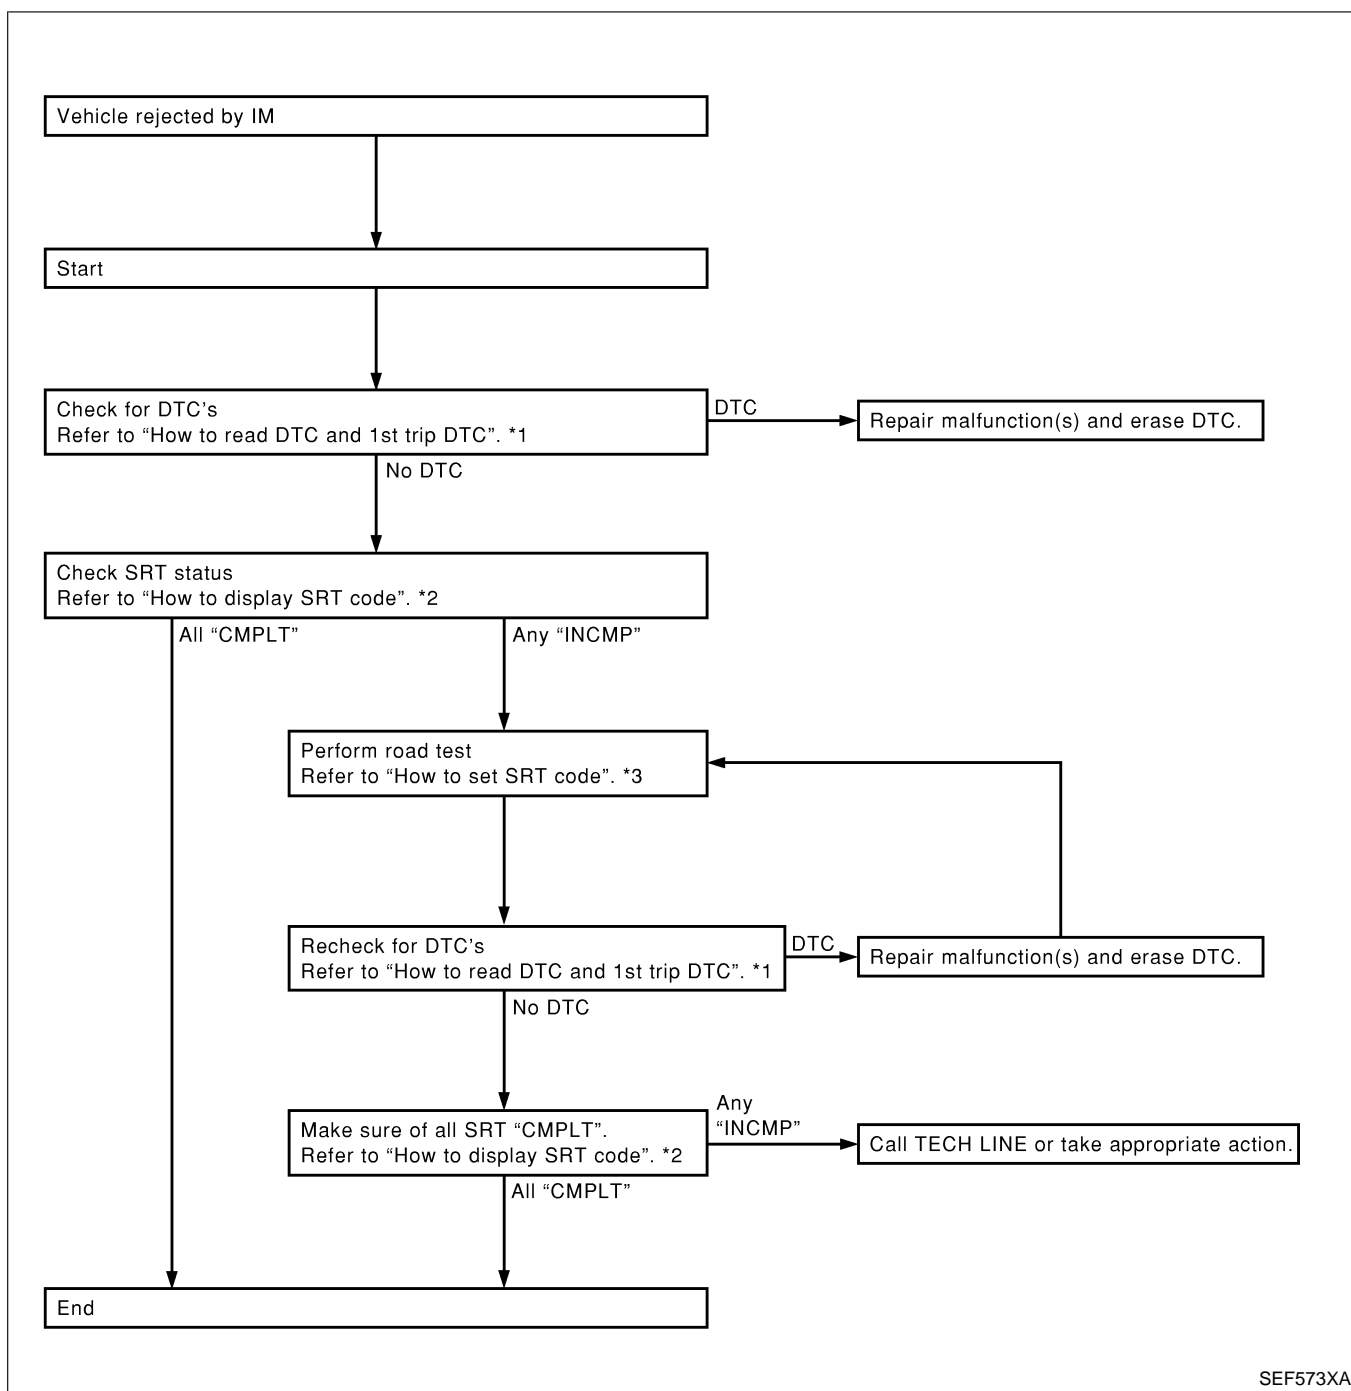 Vehicle rejected by IM
Start
Check for DTC's
Refer to “How to read DTC and 1st trip DTC”. *1
DTC
Repair malfunction(s) and erase DTC.
No DTC
Check SRT status
Refer to “How to display SRT code”. *2
All “CMPLT”
Any “INCMP”
Perform road test
Refer to “How to set SRT code”. *3
Recheck for DTC's
Refer to “How to read DTC and 1st trip DTC”. *1
DTC
Repair malfunction(s) and erase DTC.
No DTC
Make sure of all SRT “CMPLT”.
Refer to “How to display SRT code”. *2
Any
“INCMP”
Call TECH LINE or take appropriate action.
All “CMPLT”
End
SEF573XA